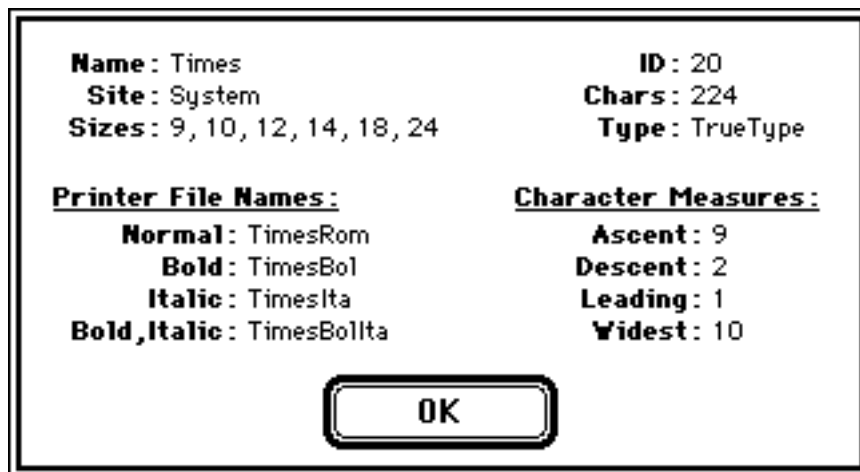 Name: Times
Site: System
Sizes: 9, 10, 12, 14, 18, 24
ID: 20
Chars: 224
Type: TrueType
Printer File Names:
Normal: TimesRom
Bold: TimesBol
Italic: TimesIta
Bold,Italic: TimesBolIta
Character Measures:
Ascent: 9
Descent: 2
Leading: 1
Widest: 10
OK